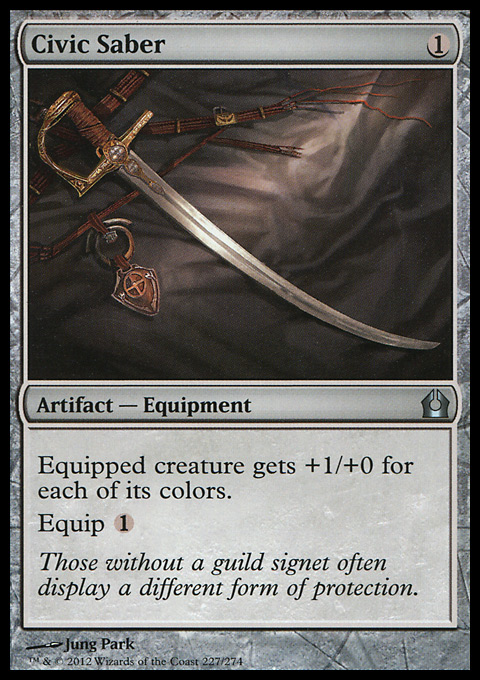 Civic Saber 1
Artifact — Equipment
Equipped creature gets +1/+0 for
each of its colors.
Equip 1
Those without a guild signet often
display a different form of protection.
Jung Park
™ & © 2012 Wizards of the Coast 227/274